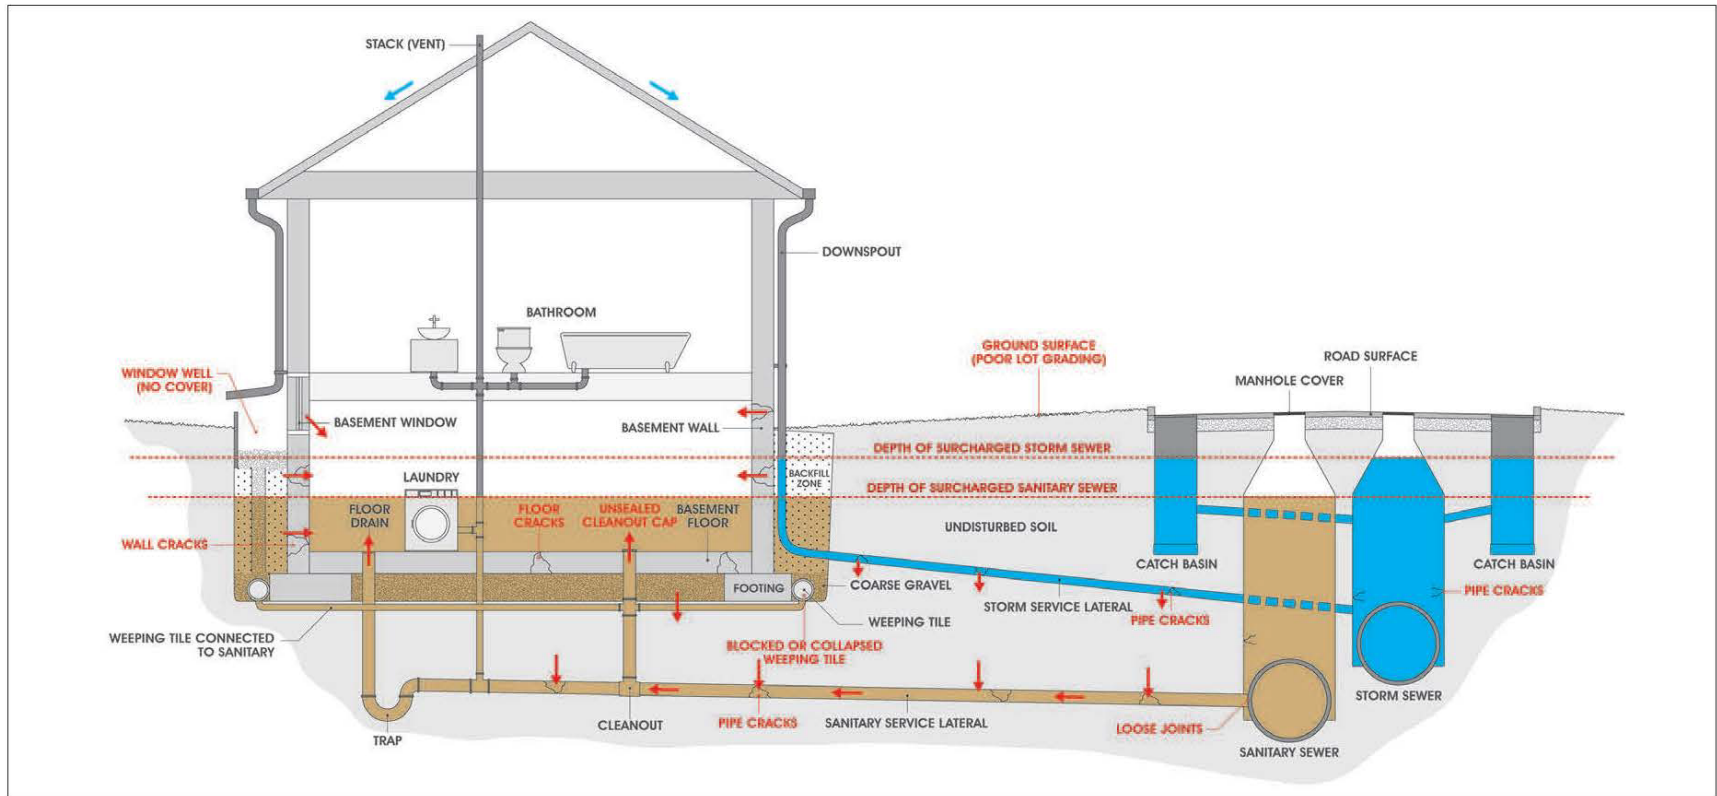 STACK (VENT)
DOWNSPOUT
BATHROOM
GROUND SURFACE
(POOR LOT GRADING)
ROAD SURFACE
MANHOLE COVER
WINDOW WELL
(NO COVER)
BASEMENT WINDOW
BASEMENT WALL
DEPTH OF SURCHARGED STORM SEWER
BACKFILL
ZONE
LAUNDRY
DEPTH OF SURCHARGED SANITARY SEWER
FLOOR
DRAIN
FLOOR
CRACKS
UNSEALED
CLEANOUT CAP
BASEMENT
FLOOR
UNDISTURBED SOIL
WALL CRACKS
CATCH BASIN
CATCH BASIN
FOOTING
COARSE GRAVEL
STORM SERVICE LATERAL
PIPE CRACKS
PIPE CRACKS
WEEPING TILE
WEEPING TILE CONNECTED
TO SANITARY
BLOCKED OR COLLAPSED
WEEPING TILE
STORM SEWER
CLEANOUT
PIPE CRACKS
SANITARY SERVICE LATERAL
LOOSE JOINTS
TRAP
SANITARY SEWER